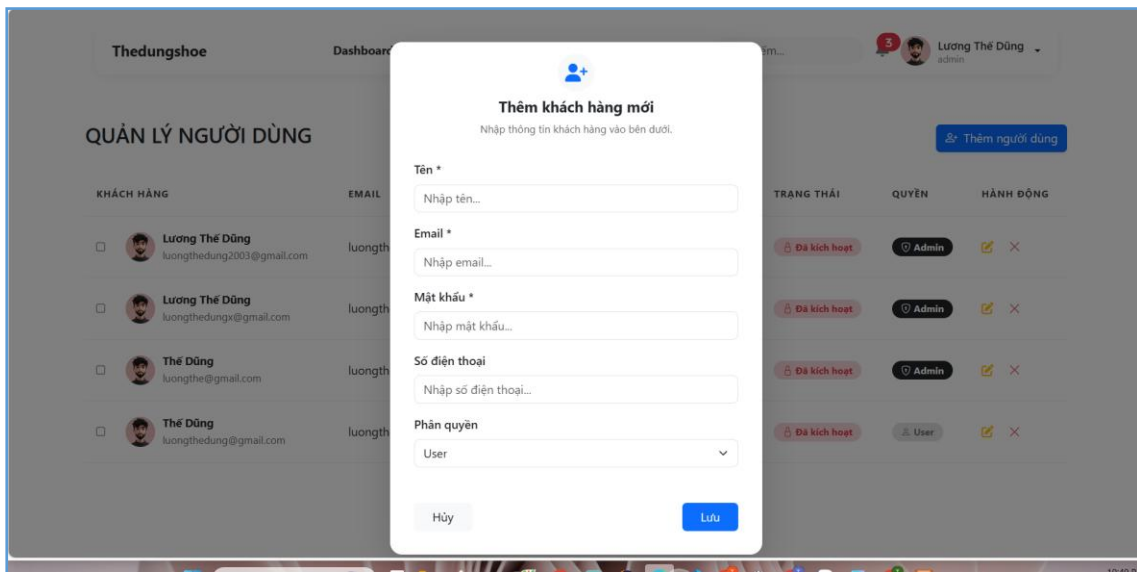 Thedungshoe
Dashboard
3
Lương Thế Dũng
admin
Thêm khách hàng mới
Nhập thông tin khách hàng vào bên dưới.
QUẢN LÝ NGƯỜI DÙNG
Thêm người dùng
KHÁCH HÀNG
EMAIL
TRẠNG THÁI
QUYỀN
HÀNH ĐỘNG
Lương Thế Dũng
luongthedung2003@gmail.com
luongth
Đã kích hoạt
Admin
Lương Thế Dũng
luongthedungx@gmail.com
luongth
Đã kích hoạt
Admin
Thế Dũng
luongthe@gmail.com
luongth
Đã kích hoạt
Admin
Thế Dũng
luongthedung@gmail.com
luongth
Đã kích hoạt
User
Tên *
Nhập tên...
Email *
Nhập email...
Mật khẩu *
Nhập mật khẩu...
Số điện thoại
Nhập số điện thoại...
Phân quyền
User
Hủy
Lưu